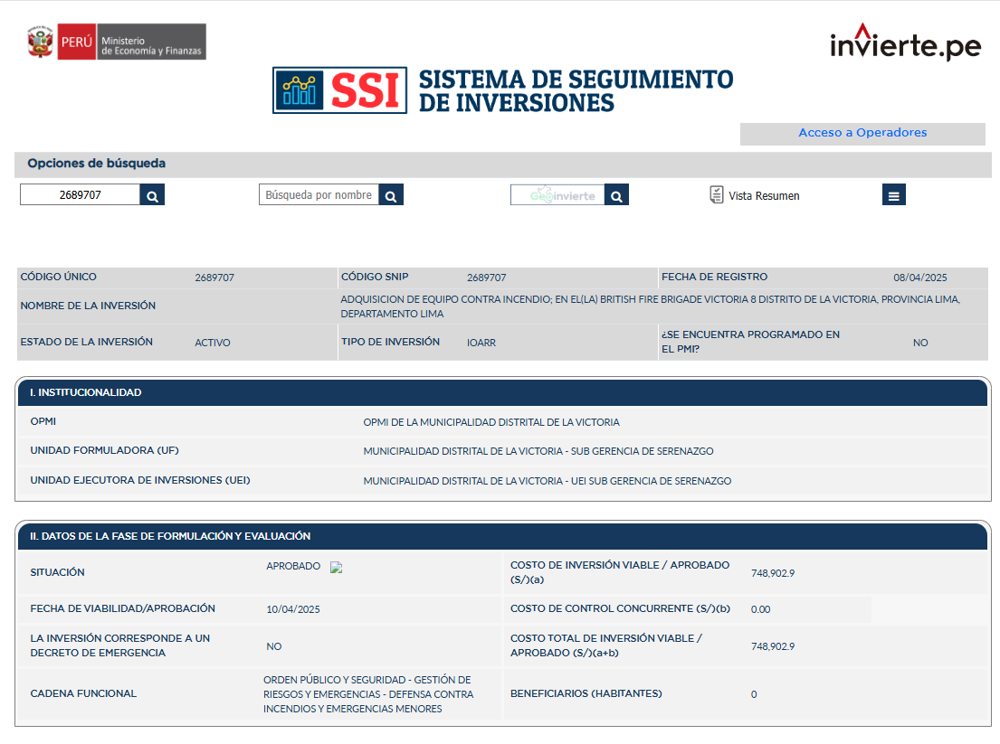 PERÚ
Ministerio
de Economía y Finanzas
invierte.pe
SSI
SISTEMA DE SEGUIMIENTO
DE INVERSIONES
Acceso a Operadores
Opciones de búsqueda
2689707
Búsqueda por nombre
Geoinvierte
Vista Resumen
CÓDIGO ÚNICO 2689707 CÓDIGO SNIP 2689707 FECHA DE REGISTRO 08/04/2025
NOMBRE DE LA INVERSIÓN
ADQUISICION DE EQUIPO CONTRA INCENDIO; EN EL(LA) BRITISH FIRE BRIGADE VICTORIA 8 DISTRITO DE LA VICTORIA, PROVINCIA LIMA,
DEPARTAMENTO LIMA
ESTADO DE LA INVERSIÓN ACTIVO TIPO DE INVERSIÓN IOARR
¿SE ENCUENTRA PROGRAMADO EN
EL PMI?
NO
I. INSTITUCIONALIDAD
OPMI OPMI DE LA MUNICIPALIDAD DISTRITAL DE LA VICTORIA
UNIDAD FORMULADORA (UF) MUNICIPALIDAD DISTRITAL DE LA VICTORIA - SUB GERENCIA DE SERENAZGO
UNIDAD EJECUTORA DE INVERSIONES (UEI) MUNICIPALIDAD DISTRITAL DE LA VICTORIA - UEI SUB GERENCIA DE SERENAZGO
II. DATOS DE LA FASE DE FORMULACIÓN Y EVALUACIÓN
SITUACIÓN APROBADO
COSTO DE INVERSIÓN VIABLE / APROBADO
(S/)(a)
748,902.9
FECHA DE VIABILIDAD/APROBACIÓN 10/04/2025 COSTO DE CONTROL CONCURRENTE (S/)(b) 0.00
LA INVERSIÓN CORRESPONDE A UN
DECRETO DE EMERGENCIA
NO
COSTO TOTAL DE INVERSIÓN VIABLE /
APROBADO (S/)(a+b)
748,902.9
CADENA FUNCIONAL
ORDEN PÚBLICO Y SEGURIDAD - GESTIÓN DE
RIESGOS Y EMERGENCIAS - DEFENSA CONTRA
INCENDIOS Y EMERGENCIAS MENORES
BENEFICIARIOS (HABITANTES) 0